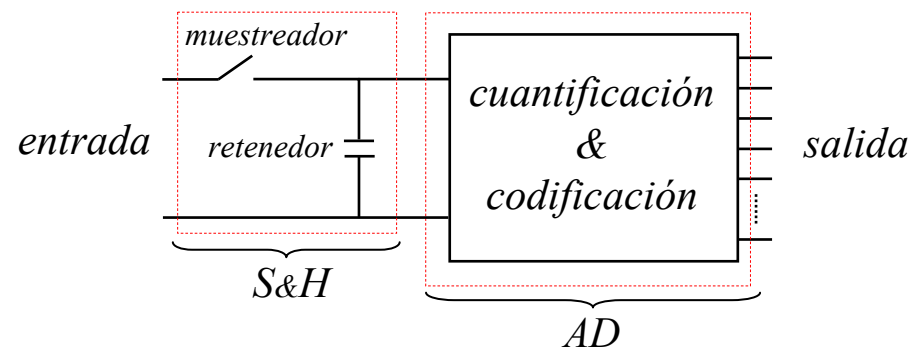 muestreador
entrada
retenedor
S&H
cuantificación
&
codificación
salida
AD